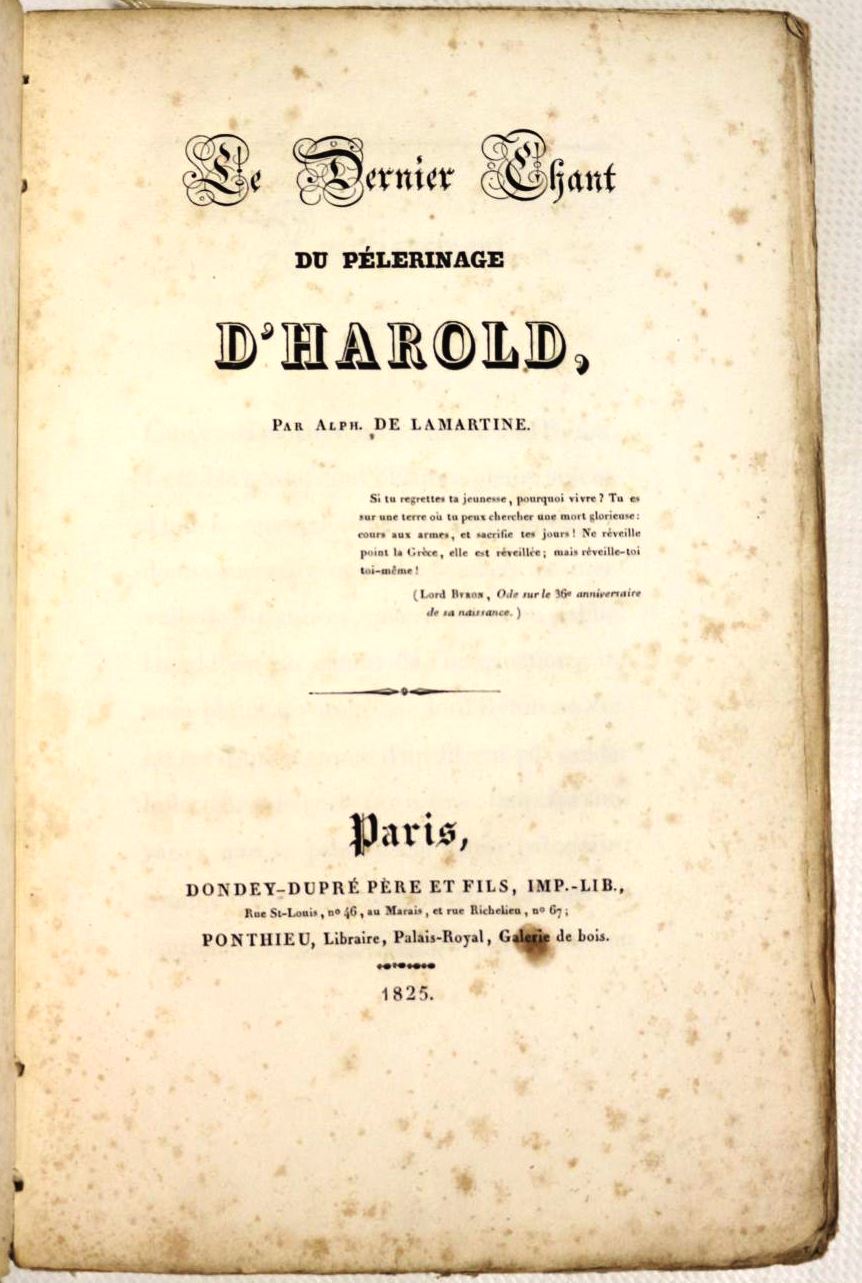 Le Dernier Chant
DU PÉLERINAGE
D'HAROLD,
PAR ALPH. DE LAMARTINE.
Si tu regrettes ta jeunesse, pourquoi vivre? Tu es
sur une terre où tu peux chercher une mort glorieuse:
cours aux armes, et sacrifie tes jours! Ne réveille
point la Grèce, elle est réveillée; mais réveille-toi
toi-même!
(Lord BYRON, Ode sur le 36e anniversaire
de sa naissance.)
Paris,
DONDEY-DUPRÉ PÈRE ET FILS, IMP.-LIB.,
Rue St-Louis, no 46, au Marais, et rue Richelieu, no 67;
PONTHIEU, Libraire, Palais-Royal, Galerie de bois.
1825.